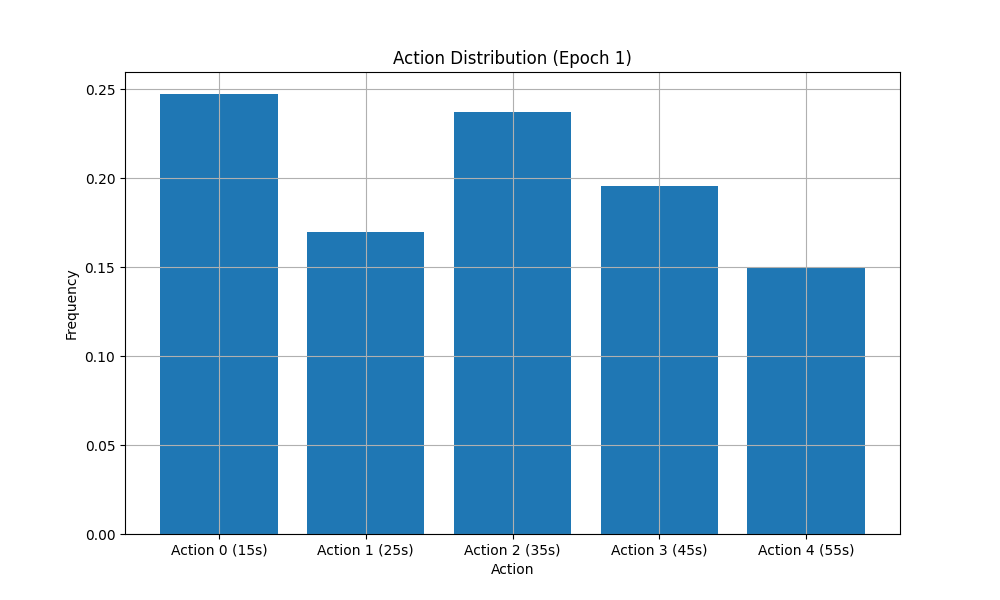 Action Distribution (Epoch 1)
0.25
0.20
0.15
0.10
0.05
0.00
Frequency
Action 0 (15s) Action 1 (25s) Action 2 (35s) Action 3 (45s) Action 4 (55s)
Action